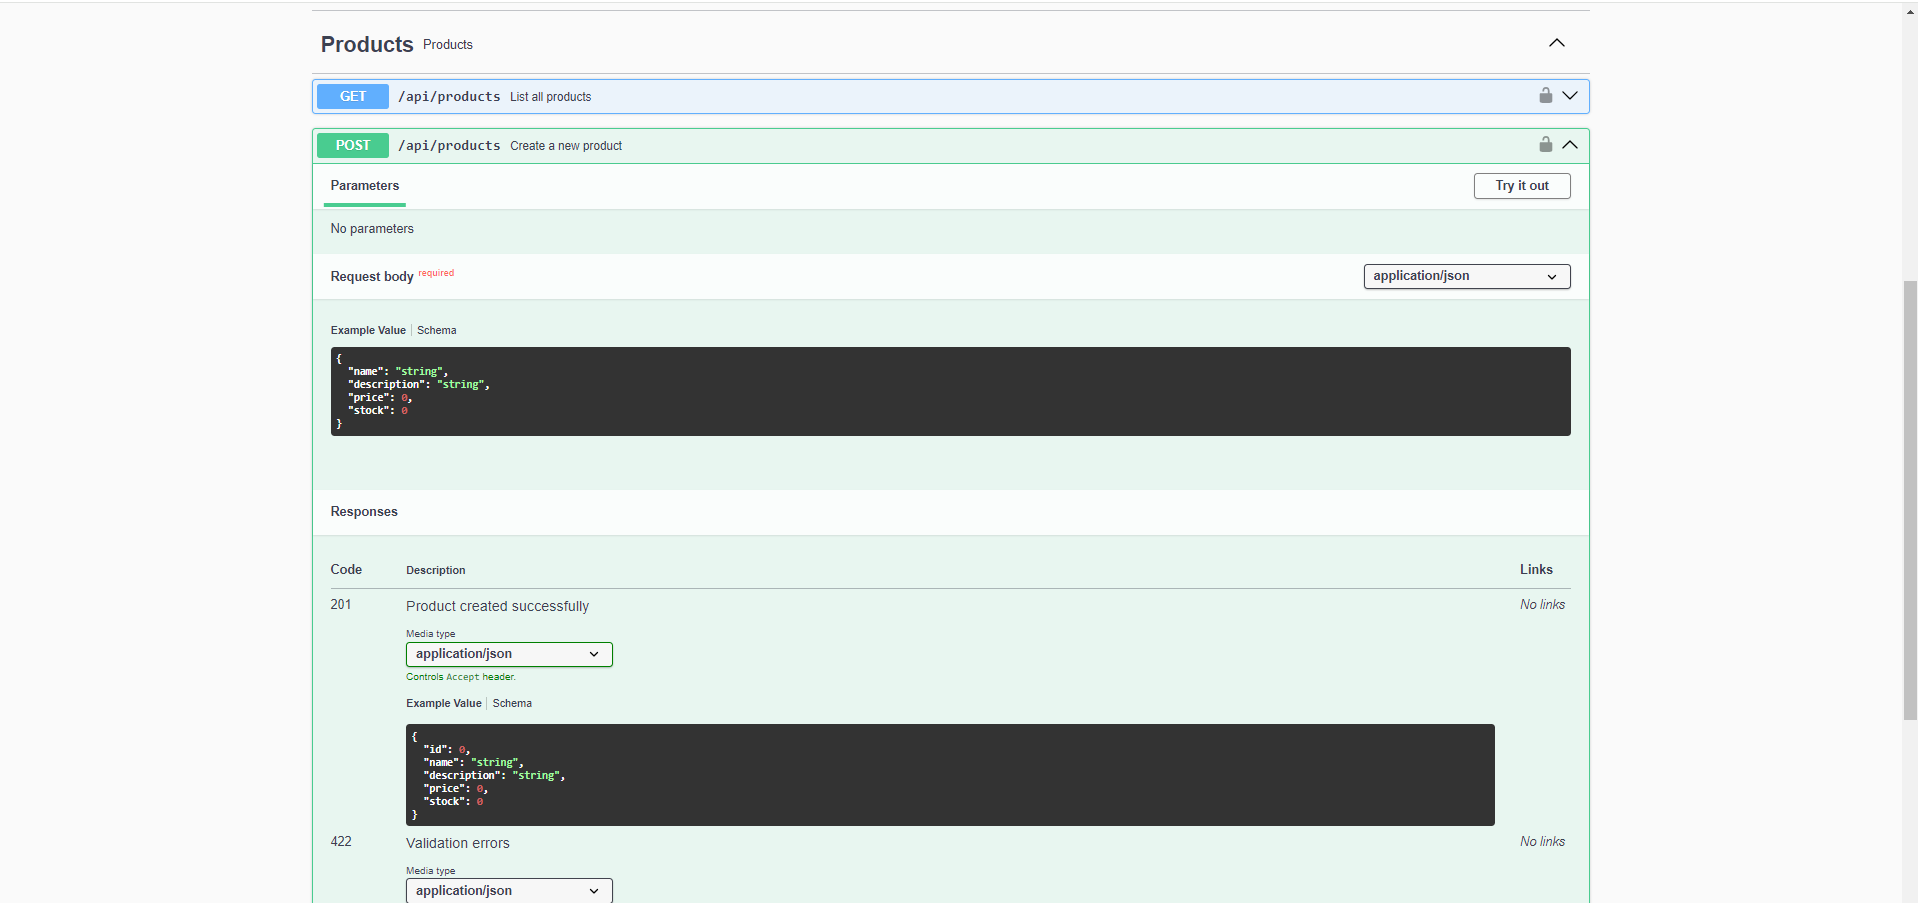 Products Products
GET /api/products List all products
POST /api/products Create a new product
Parameters Try it out
No parameters
Request body required application/json
Example Value Schema
{
"name": "string",
"description": "string",
"price": 0,
"stock": 0
}
Responses
Code Description Links
201 Product created successfully No links
Media type
application/json
Controls Accept header.
Example Value Schema
{
"id": 0,
"name": "string",
"description": "string",
"price": 0,
"stock": 0
}
422 Validation errors No links
Media type
application/json